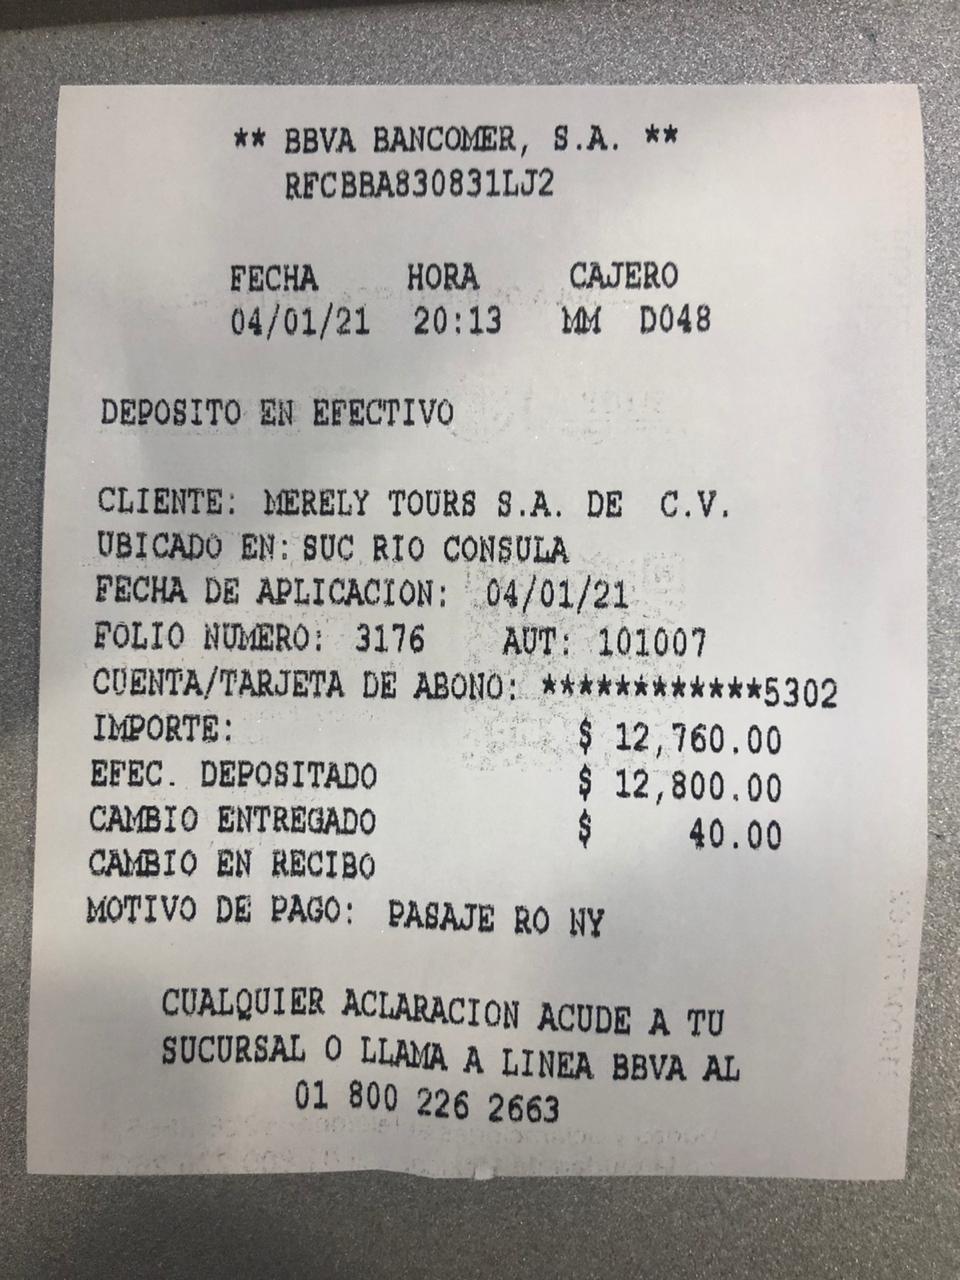 ** BBVA BANCOMER, S.A. **
RFCBBA830831LJ2
FECHA HORA CAJERO
04/01/21 20:13 MM D048
DEPOSITO EN EFECTIVO
CLIENTE: MERELY TOURS S.A. DE C.V.
UBICADO EN: SUC RIO CONSULA
FECHA DE APLICACION: 04/01/21
FOLIO NUMERO: 3176 AUT: 101007
CUENTA/TARJETA DE ABONO: ************5302
IMPORTE: $ 12,760.00
EFEC. DEPOSITADO $ 12,800.00
CAMBIO ENTREGADO $ 40.00
CAMBIO EN RECIBO
MOTIVO DE PAGO: PASAJE RO NY
CUALQUIER ACLARACION ACUDE A TU
SUCURSAL O LLAMA A LINEA BBVA AL
01 800 226 2663